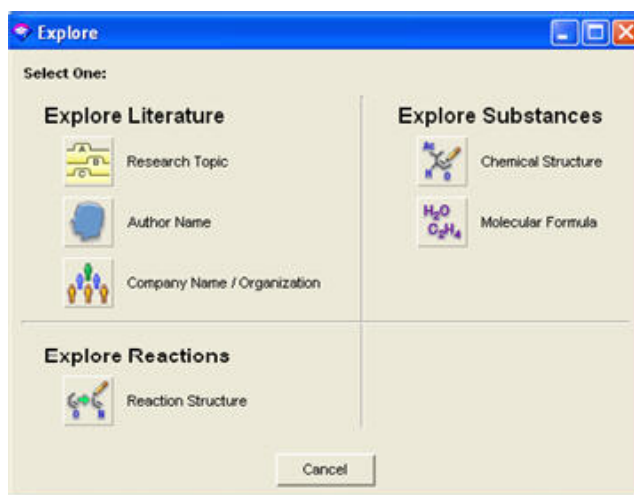 Explore
Select One:
Explore Literature
A
B
C
Research Topic
Author Name
Company Name / Organization
Explore Substances
Ac
H O
Chemical Structure
H₂O
C₂H₄
Molecular Formula
Explore Reactions
O N
Reaction Structure
Cancel